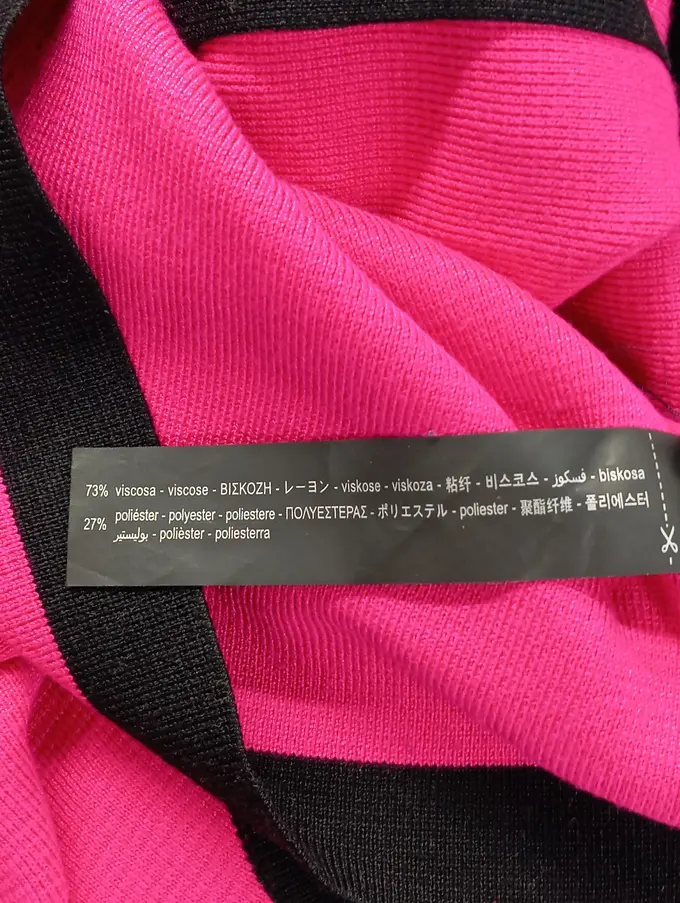 73% viscosa - viscose - ΒΙΣΚΟΖΗ - レーヨン - viskose - viskoza - 粘纤 - 비스코스 - فسكوز - biskosa
27% poliéster - polyester - poliestere - ΠΟΛΥΕΣΤΕΡΑΣ - ポリエステル - poliester - 聚酯纤维 - 폴리에스터
بوليستير - polièster - poliesterra